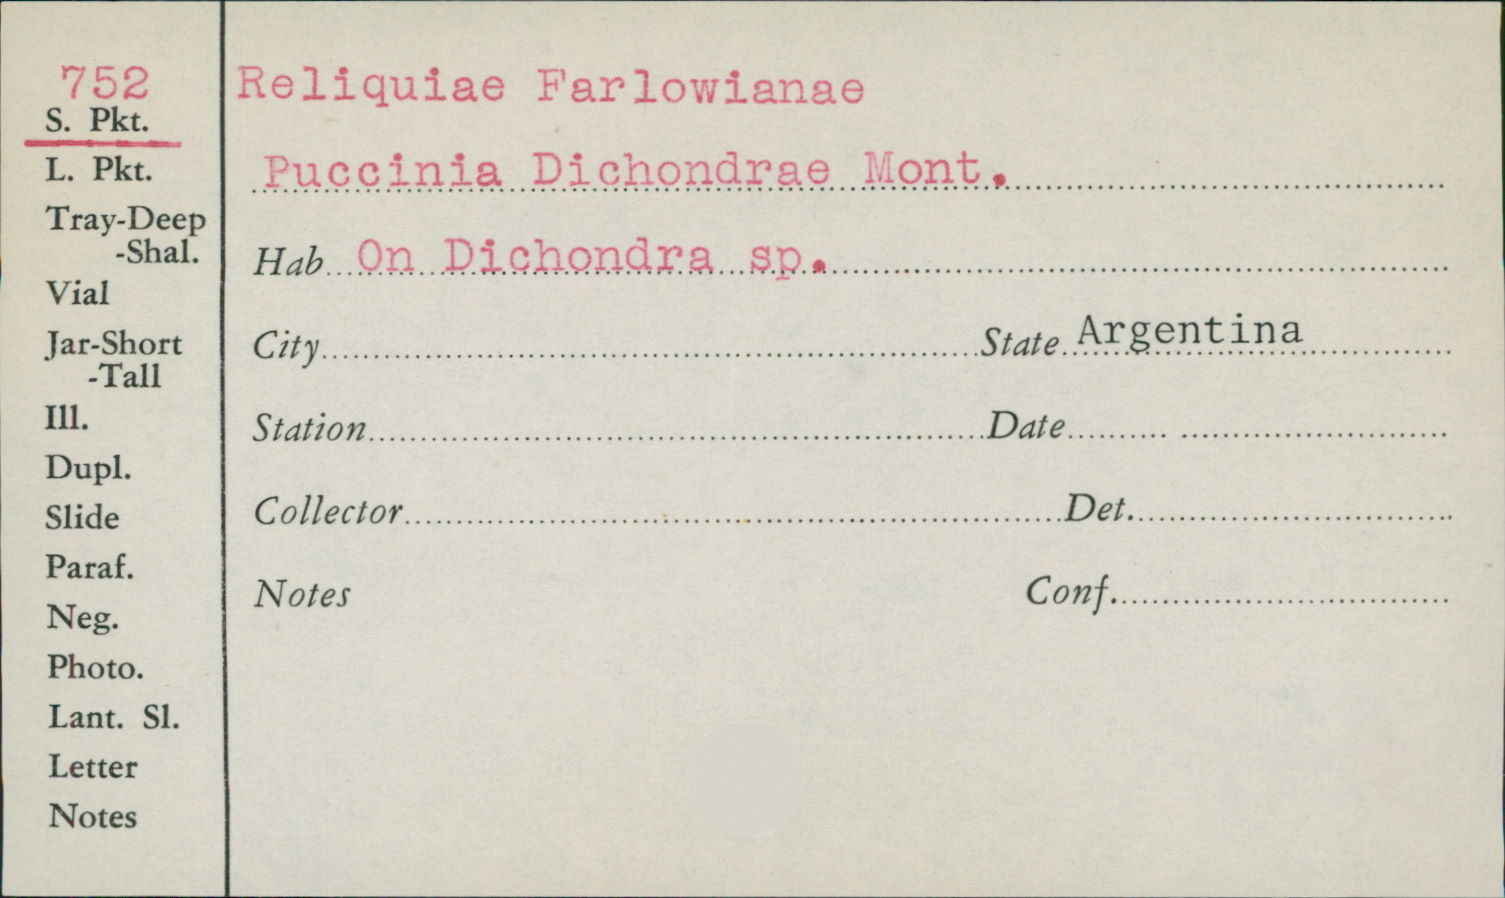 752
S. Pkt.
L. Pkt.
Tray-Deep
-Shal.
Vial
Jar-Short
-Tall
Ill.
Dupl.
Slide
Paraf.
Neg.
Photo.
Lant. Sl.
Letter
Notes
Reliquiae Farlowianae
Puccinia Dichondrae Mont.
Hab On Dichondra sp.
City State Argentina
Station Date
Collector Det.
Notes Conf.